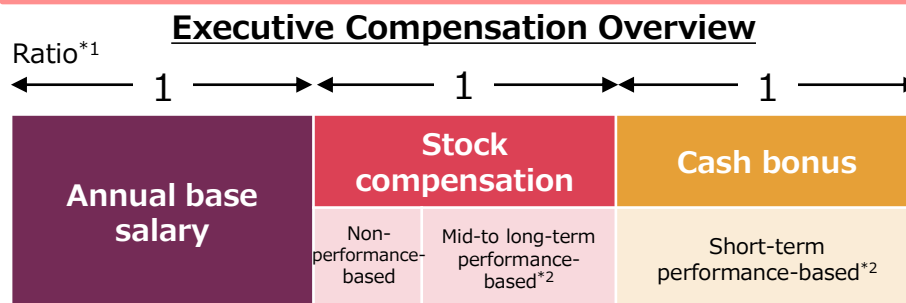 Executive Compensation Overview
Ratio*1
1 1 1
Annual base
salary
Stock
compensation
Cash bonus
Non-
performance-
based
Mid-to long-term
performance-
based*2
Short-term
performance-based*2